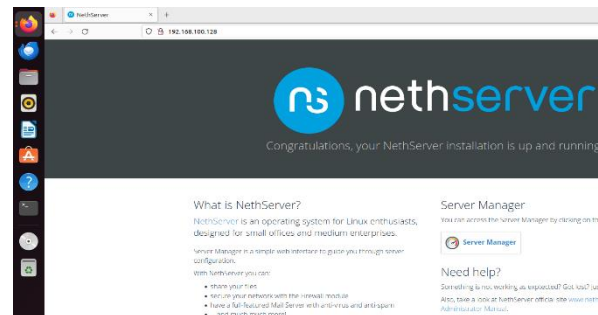 NethServer
192.168.100.128
nethserver
Congratulations, your NethServer installation is up and running
What is NethServer?
NethServer is an operating system for Linux enthusiasts,
designed for small offices and medium enterprises.
Server Manager is a simple web interface to guide you through server
configuration.
With NethServer you can:
share your files
secure your network with the Firewall module
have a full-featured Mail Server with anti-virus and anti-spam
and much much more!
Server Manager
You can access the Server Manager by clicking on
Server Manager
Need help?
Something is not working as expected? Got lost?
Also, take a look at NethServer official site
Administrator Manual.